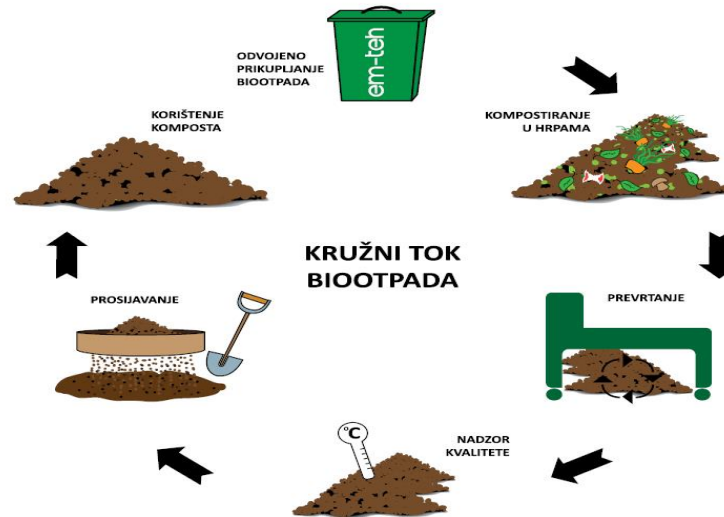 ODVOJENO
PRIKUPLJANJE
BIOOTPADA
em-teh
KOMPOSTIRANJE
U HRPAMA
KORIŠTENJE
KOMPOSTA
KRUŽNI TOK
BIOOTPADA
PREVRTANJE
PROSIJAVANJE
°C
NADZOR
KVALITETE